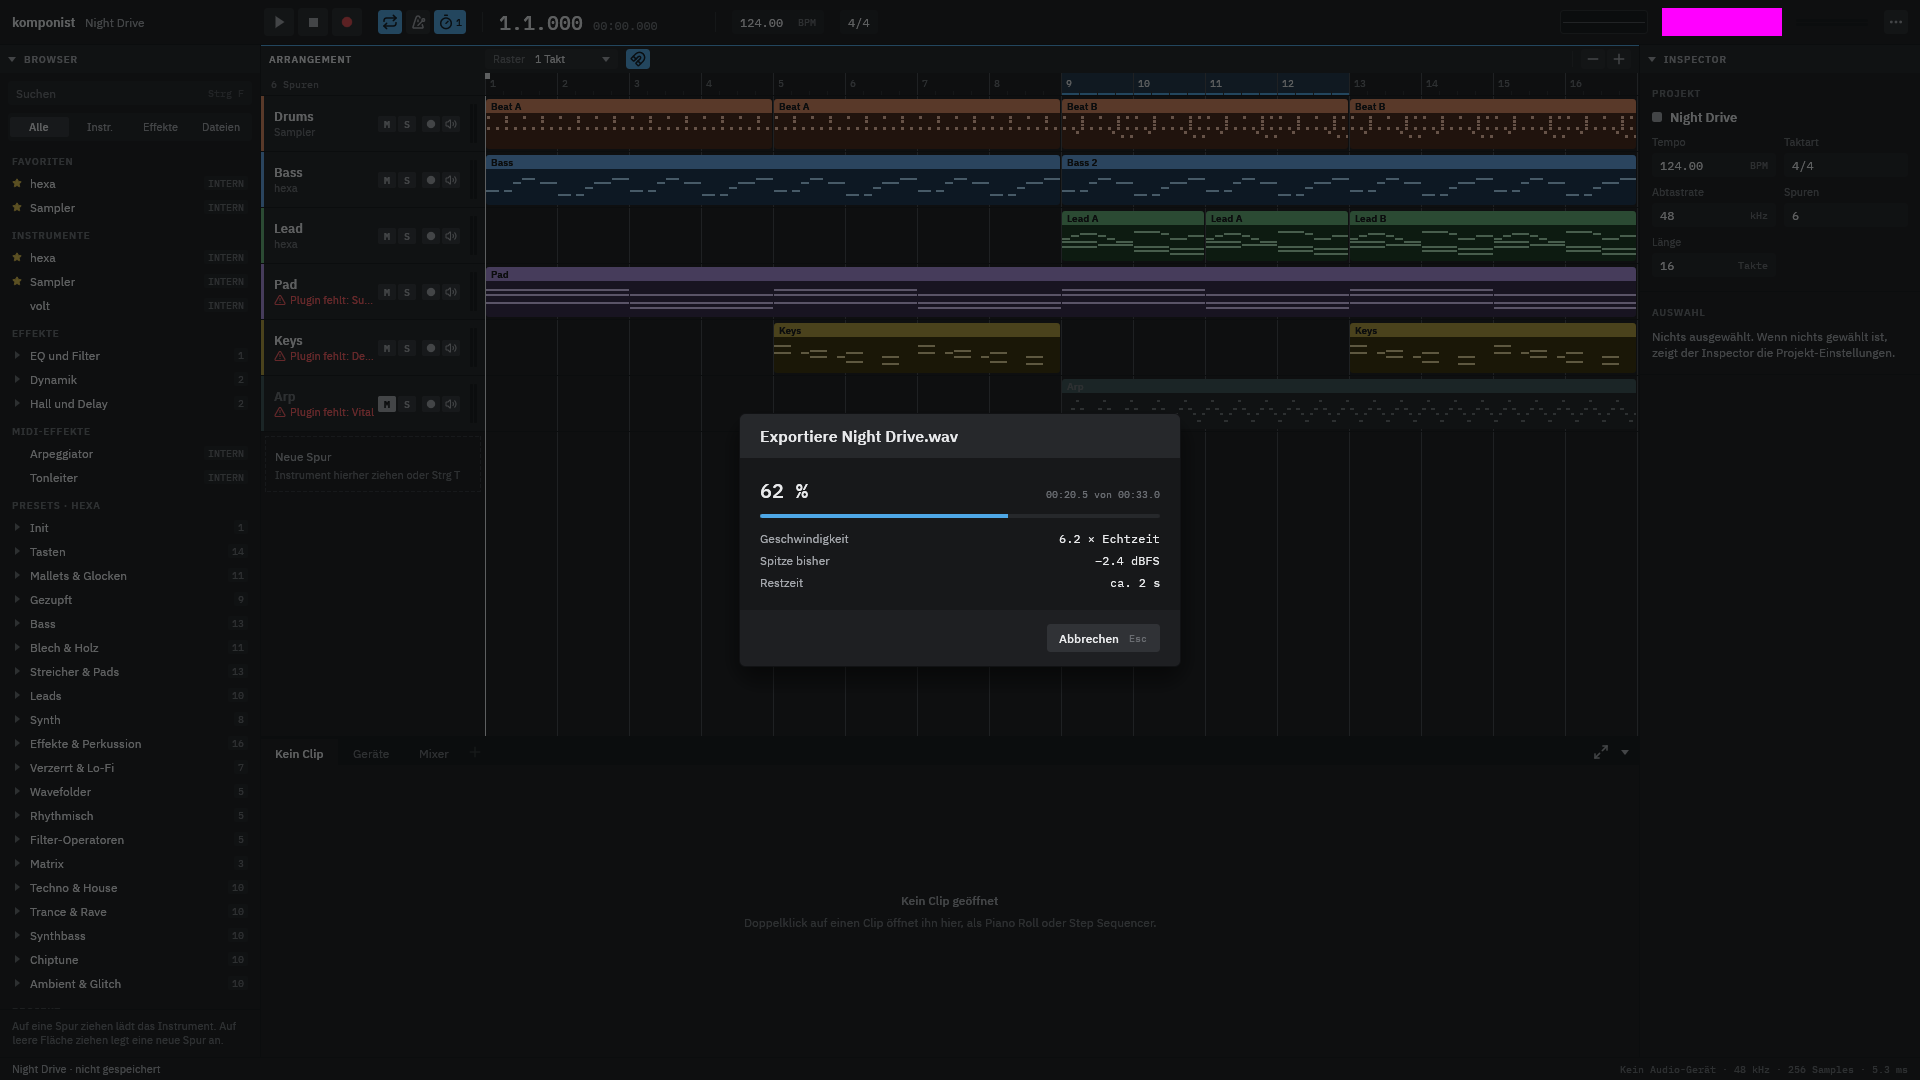 komponist Night Drive
1 1.1.000 00:00.000 124.00 BPM 4/4
BROWSER
Suchen Strg F
Alle Instr. Effekte Dateien
FAVORITEN
hexa INTERN
Sampler INTERN
INSTRUMENTE
hexa INTERN
Sampler INTERN
volt INTERN
EFFEKTE
EQ und Filter 1
Dynamik 2
Hall und Delay 2
MIDI-EFFEKTE
Arpeggiator INTERN
Tonleiter INTERN
PRESETS · HEXA
Init 1
Tasten 14
Mallets & Glocken 11
Gezupft 9
Bass 13
Blech & Holz 11
Streicher & Pads 13
Leads 10
Synth 8
Effekte & Perkussion 16
Verzerrt & Lo-Fi 7
Wavefolder 5
Rhythmisch 5
Filter-Operatoren 5
Matrix 3
Techno & House 10
Trance & Rave 10
Synthbass 10
Chiptune 10
Ambient & Glitch 10
Auf eine Spur ziehen lädt das Instrument. Auf
leere Fläche ziehen legt eine neue Spur an.
Night Drive · nicht gespeichert
ARRANGEMENT Raster 1 Takt
6 Spuren 1 2 3 4 5 6 7 8 9 10 11 12 13 14 15 16
Drums M S
Sampler
Beat A Beat A Beat B Beat B
Bass M S
hexa
Bass Bass 2
Lead M S
hexa
Lead A Lead A Lead B
Pad M S
Plugin fehlt: Su...
Pad
Keys M S
Plugin fehlt: De...
Keys Keys
Arp M S
Plugin fehlt: Vital
Arp
Neue Spur
Instrument hierher ziehen oder Strg T
Exportiere Night Drive.wav
62 % 00:20.5 von 00:33.0
Geschwindigkeit 6.2 × Echtzeit
Spitze bisher −2.4 dBFS
Restzeit ca. 2 s
Abbrechen Esc
Kein Clip Geräte Mixer
Kein Clip geöffnet
Doppelklick auf einen Clip öffnet ihn hier, als Piano Roll oder Step Sequencer.
INSPECTOR
PROJEKT
Night Drive
Tempo Taktart
124.00 BPM 4/4
Abtastrate Spuren
48 kHz 6
Länge
16 Takte
AUSWAHL
Nichts ausgewählt. Wenn nichts gewählt ist,
zeigt der Inspector die Projekt-Einstellungen.
Kein Audio-Gerät · 48 kHz · 256 Samples · 5.3 ms